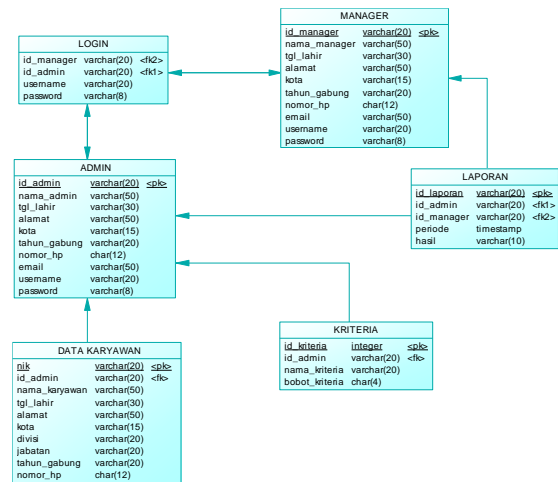 MANAGER
id_manager varchar(20) <pk>
nama_manager varchar(50)
tgl_lahir varchar(30)
alamat varchar(50)
kota varchar(15)
tahun_gabung varchar(20)
nomor_hp char(12)
email varchar(50)
username varchar(20)
password varchar(8)
LOGIN
id_manager varchar(20) <fk2>
id_admin varchar(20) <fk1>
username varchar(20)
password varchar(8)
ADMIN
id_admin varchar(20) <pk>
nama_admin varchar(50)
tgl_lahir varchar(30)
alamat varchar(50)
kota varchar(15)
tahun_gabung varchar(20)
nomor_hp char(12)
email varchar(50)
username varchar(20)
password varchar(8)
LAPORAN
id_laporan varchar(20) <pk>
id_admin varchar(20) <fk1>
id_manager varchar(20) <fk2>
periode timestamp
hasil varchar(10)
KRITERIA
id_kriteria integer <pk>
id_admin varchar(20) <fk>
nama_kriteria varchar(20)
bobot_kriteria char(4)
DATA KARYAWAN
nik varchar(20) <pk>
id_admin varchar(20) <fk>
nama_karyawan varchar(50)
tgl_lahir varchar(30)
alamat varchar(50)
kota varchar(15)
divisi varchar(20)
jabatan varchar(20)
tahun_gabung varchar(20)
nomor_hp char(12)